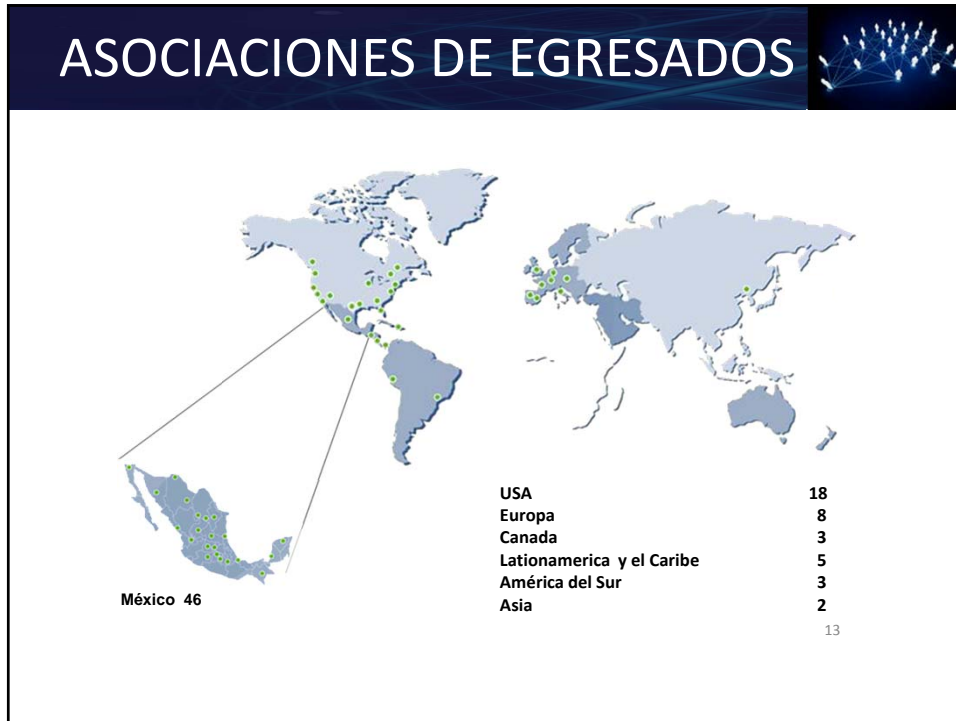 ASOCIACIONES DE EGRESADOS
USA 18
Europa 8
Canada 3
Lationamerica y el Caribe 5
América del Sur 3
Asia 2
México 46
13